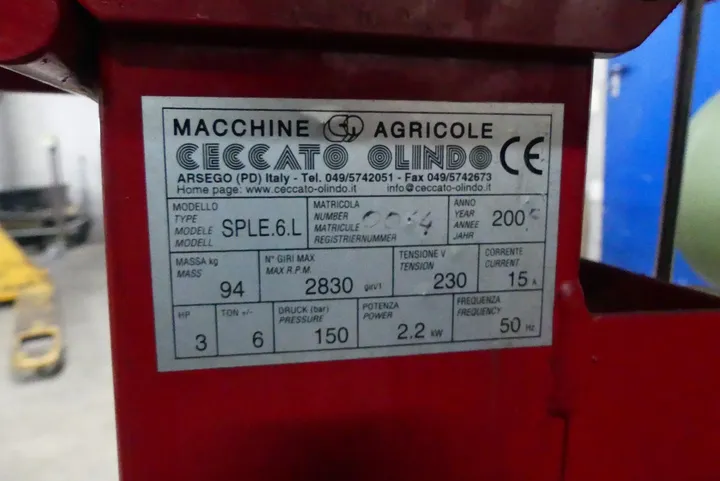 MACCHINE AGRICOLE
CECCATO OLINDO CE
ARSEGO (PD) Italy - Tel. 049/5742051 - Fax 049/5742673
Home page: www.ceccato-olindo.it info@ceccato-olindo.it
MODELLO
TYPE
MODELE
MODELL
SPLE.6.L
MATRICOLA
NUMBER
MATRICULE
REGISTRIERNUMMER
ANNO
YEAR
ANNEE
JAHR
200
MASSA kg
MASS
94
N° GIRI MAX
MAX R.P.M.
2830 giri/1
TENSIONE V
TENSION
230
CORRENTE
CURRENT
15 A
HP
3
TON +/-
6
DRUCK (bar)
PRESSURE
150
POTENZA
POWER
2.2 kW
FREQUENZA
FREQUENCY
50 Hz